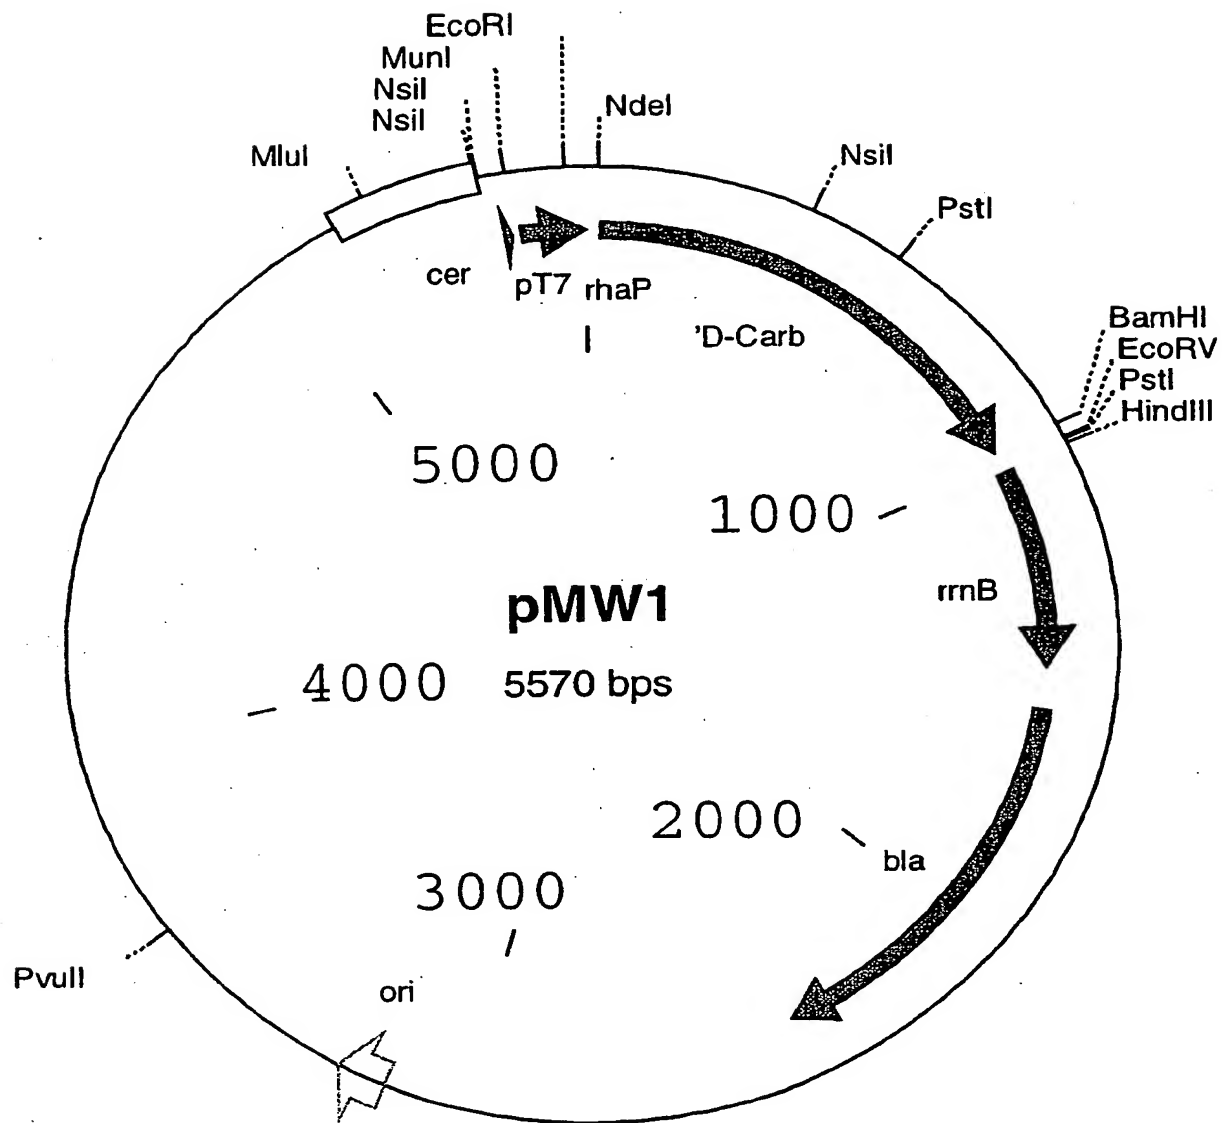 EcoRI
MunI
NsiI
NsiI
MluI
NdeI
NsiI
PstI
BamHI
EcoRV
PstI
HindIII
cer
pT7
rhaP
'D-Carb
5000
1000
rrnB
pMW1
5570 bps
4000
2000
bla
3000
ori
PvuII